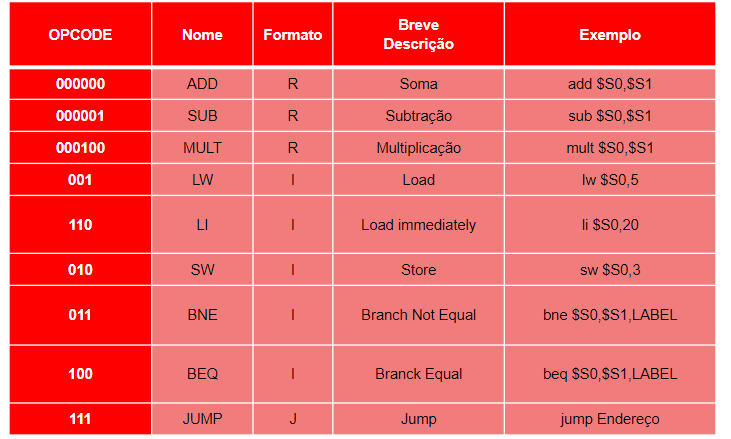 OPCODE Nome Formato Breve Descrição Exemplo
000000 ADD R Soma add $S0,$S1
000001 SUB R Subtração sub $S0,$S1
000100 MULT R Multiplicação mult $S0,$S1
001 LW I Load lw $S0,5
110 LI I Load immediately li $S0,20
010 SW I Store sw $S0,3
011 BNE I Branch Not Equal bne $S0,$S1,LABEL
100 BEQ I Branck Equal beq $S0,$S1,LABEL
111 JUMP J Jump jump Endereço